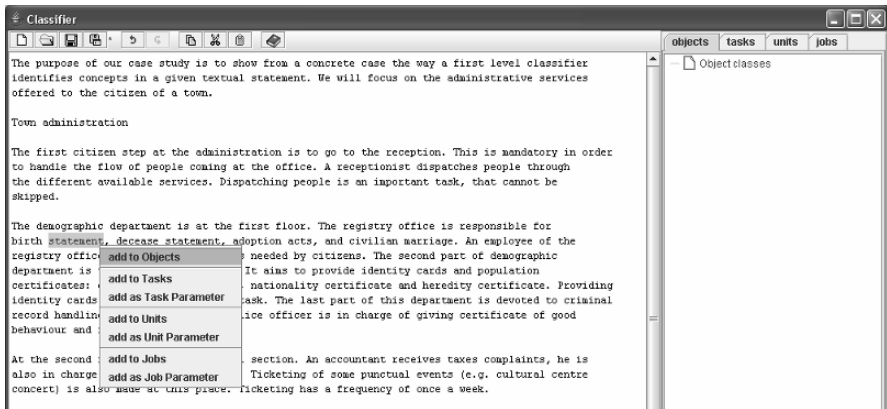 Classifier
objects tasks units jobs
Object classes
The purpose of our case study is to show from a concrete case the way a first level classifier
identifies concepts in a given textual statement. We will focus on the administrative services
offered to the citizen of a town.
Town administration
The first citizen step at the administration is to go to the reception. This is mandatory in order
to handle the flow of people coming at the office. A receptionist dispatches people through
the different available services. Dispatching people is an important task, that cannot be
skipped.
The demographic department is at the first floor. The registry office is responsible for
birth statement, decease statement, adoption acts, and civilian marriage. An employee of the
registry offic needed by citizens. The second part of demographic
department is It aims to provide identity cards and population
certificates: nationality certificate and heredity certificate. Providing
identity cards task. The last part of this department is devoted to criminal
record handlin ice officer is in charge of giving certificate of good
behaviour and
At the second section. An accountant receives taxes complaints, he is
also in charge Ticketing of some punctual events (e.g. cultural centre
concert) is also made at this place. Ticketing has a frequency of once a week.
add to Objects
add to Tasks
add as Task Parameter
add to Units
add as Unit Parameter
add to Jobs
add as Job Parameter